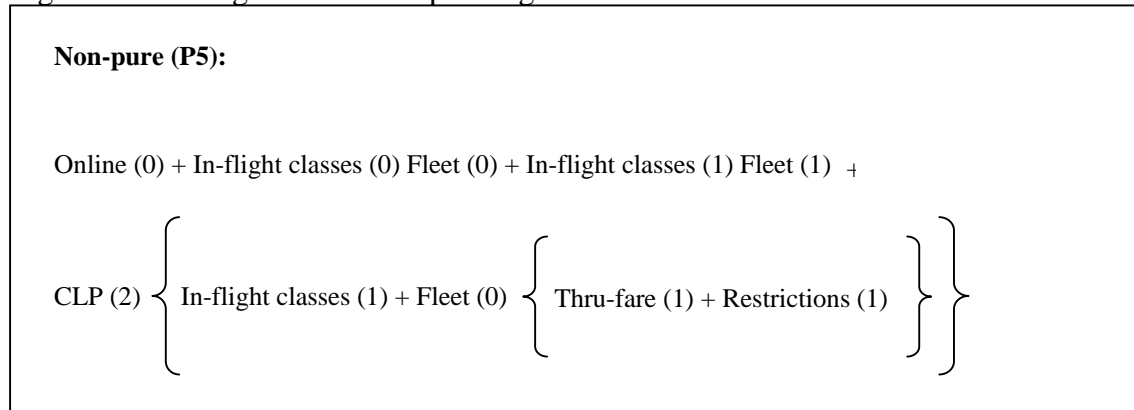 Non-pure (P5):
Online (0) + In-flight classes (0) Fleet (0) + In-flight classes (1) Fleet (1) +
CLP (2) { In-flight classes (1) + Fleet (0) { Thru-fare (1) + Restrictions (1) } }